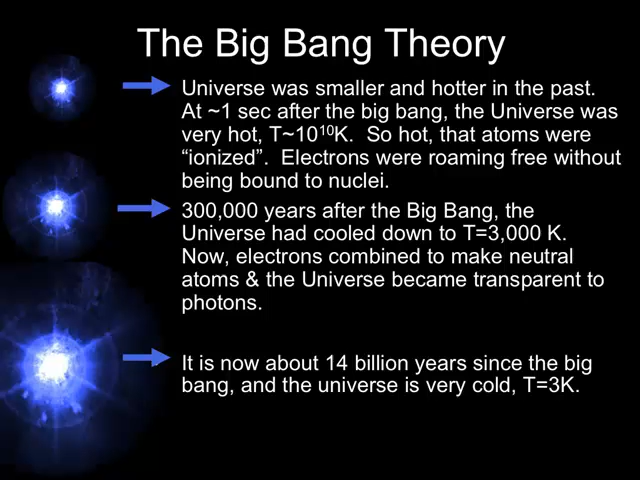 The Big Bang Theory
Universe was smaller and hotter in the past.
At ~1 sec after the big bang, the Universe was
very hot, T~10¹⁰K.  So hot, that atoms were
“ionized”.  Electrons were roaming free without
being bound to nuclei.
300,000 years after the Big Bang, the
Universe had cooled down to T=3,000 K.
Now, electrons combined to make neutral
atoms & the Universe became transparent to
photons.
It is now about 14 billion years since the big
bang, and the universe is very cold, T=3K.